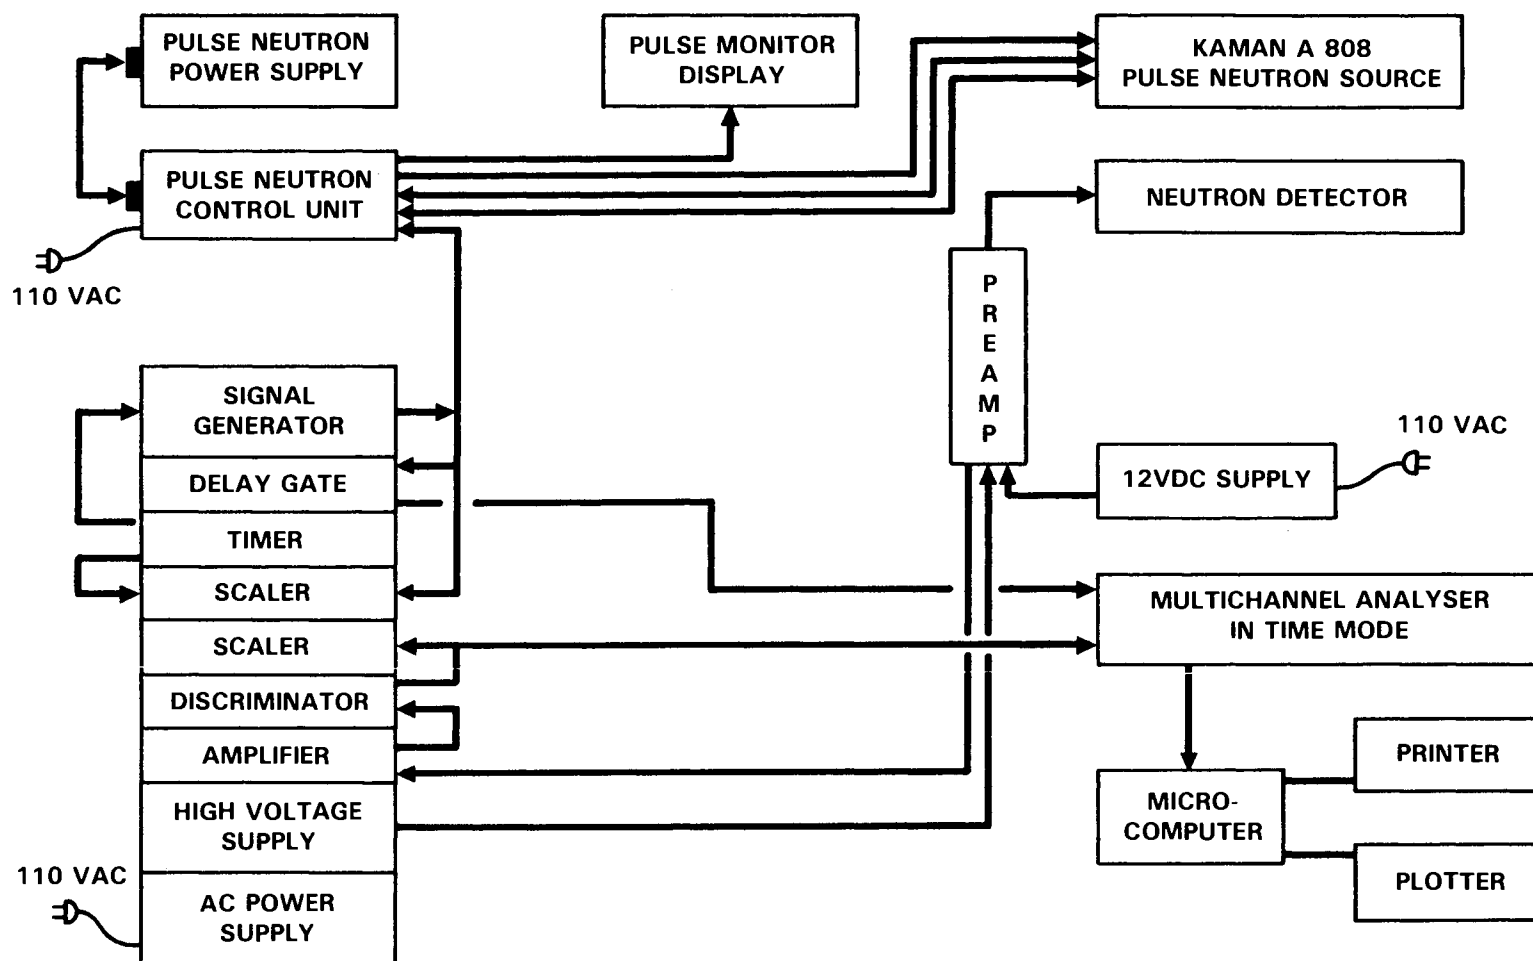 PULSE NEUTRON
POWER SUPPLY
PULSE MONITOR
DISPLAY
KAMAN A 808
PULSE NEUTRON SOURCE
PULSE NEUTRON
CONTROL UNIT
110 VAC
NEUTRON DETECTOR
P
R
E
A
M
P
SIGNAL
GENERATOR
DELAY GATE
TIMER
SCALER
SCALER
DISCRIMINATOR
AMPLIFIER
HIGH VOLTAGE
SUPPLY
110 VAC
AC POWER
SUPPLY
110 VAC
12VDC SUPPLY
MULTICHANNEL ANALYSER
IN TIME MODE
MICRO-
COMPUTER
PRINTER
PLOTTER